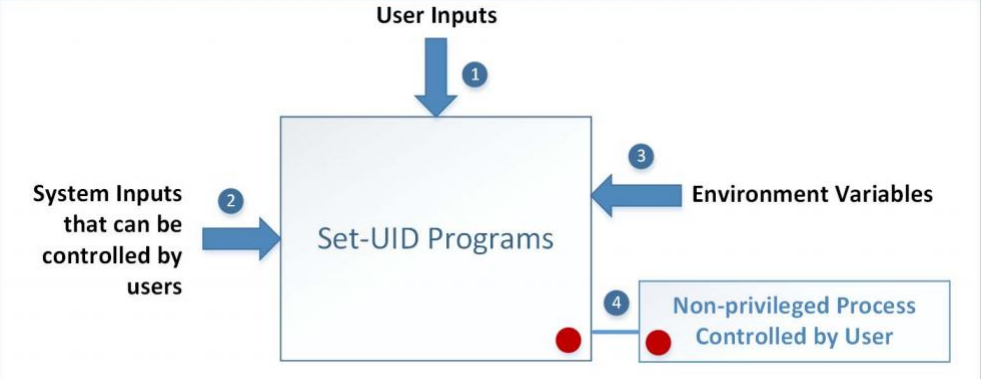 User Inputs
1
3
System Inputs
that can be
controlled by
users
2
Environment Variables
Set-UID Programs
4
Non-privileged Process
Controlled by User